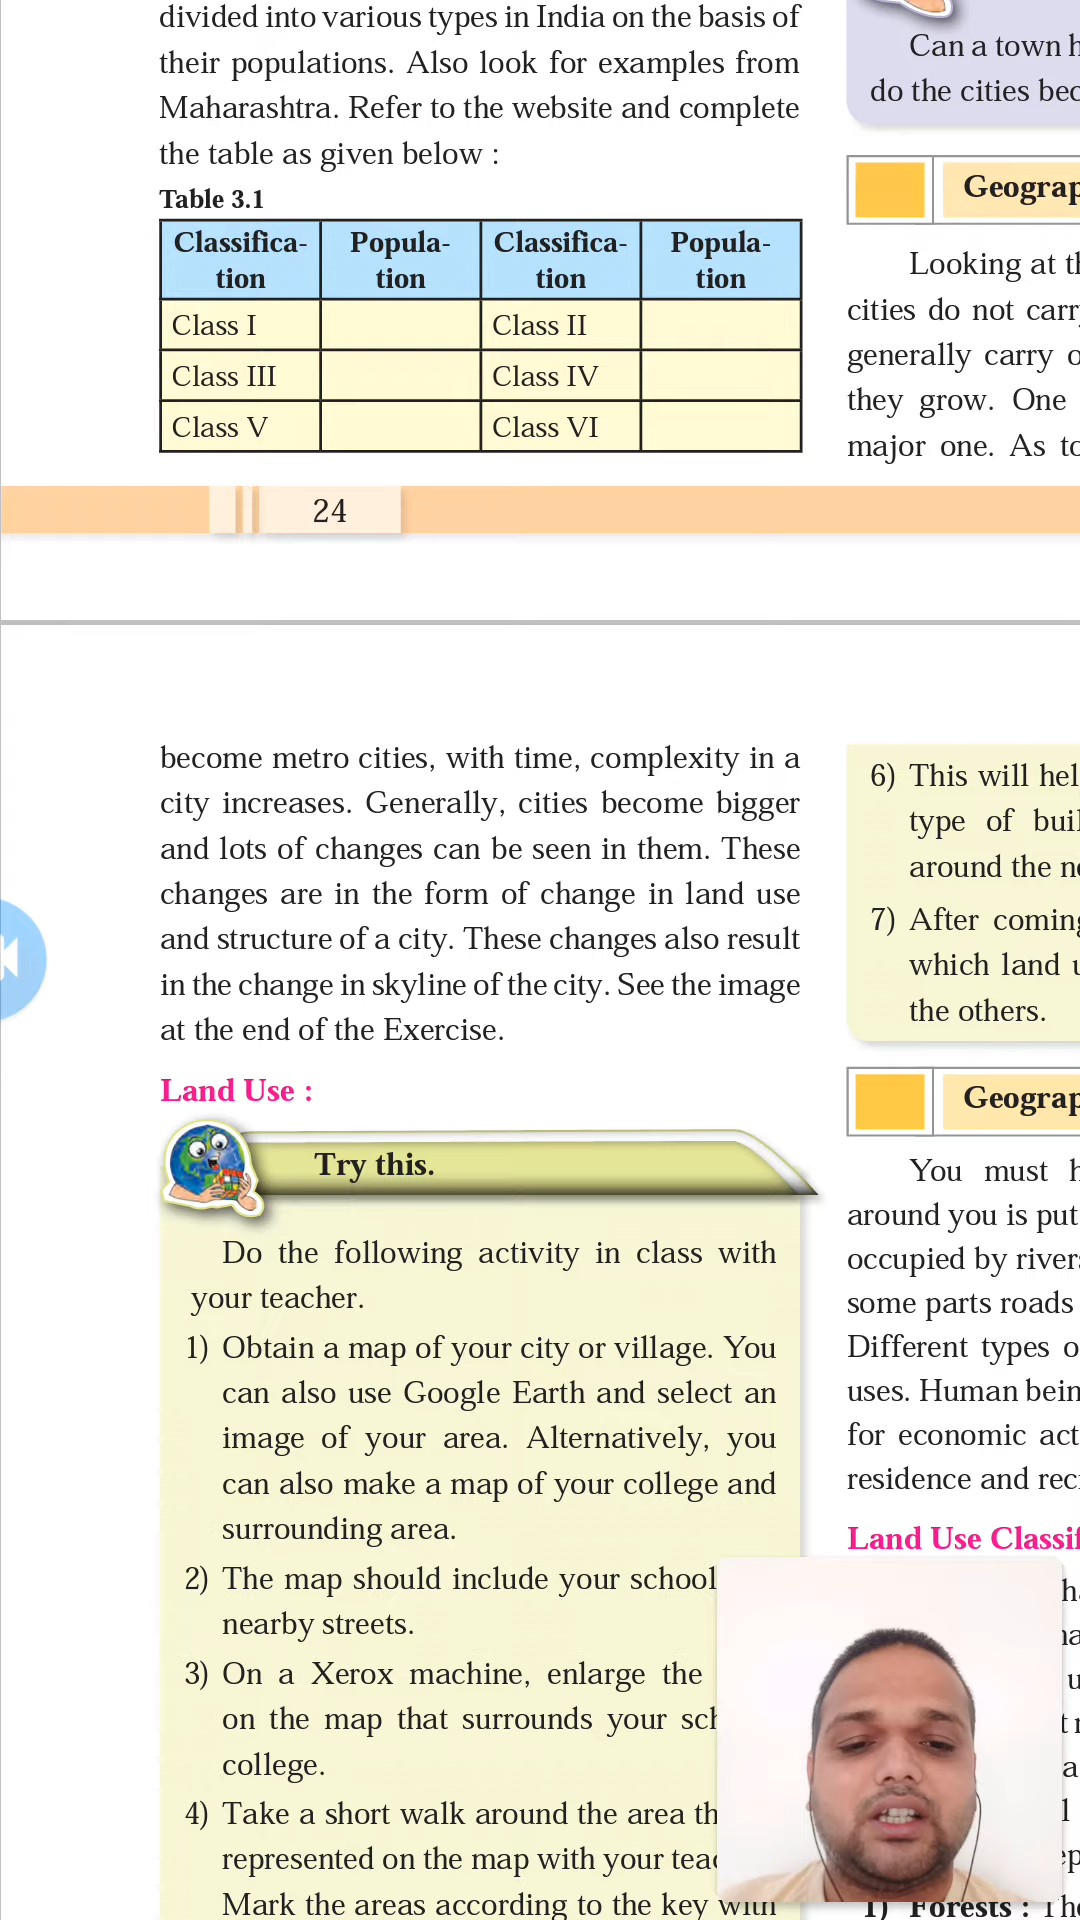 divided into various types in India on the basis of
their populations. Also look for examples from
Maharashtra. Refer to the website and complete
the table as given below :
Table 3.1
Classifica-tion Popula-tion Classifica-tion Popula-tion
Class I Class II
Class III Class IV
Class V Class VI
24
Can a town
do the cities
Looking at
cities do not
generally carry
they grow. One
major one. As
become metro cities, with time, complexity in a
city increases. Generally, cities become bigger
and lots of changes can be seen in them. These
changes are in the form of change in land use
and structure of a city. These changes also result
in the change in skyline of the city. See the image
at the end of the Exercise.
Land Use :
Try this.
Do the following activity in class with
your teacher.
1) Obtain a map of your city or village. You
can also use Google Earth and select an
image of your area. Alternatively, you
can also make a map of your college and
surrounding area.
2) The map should include your school
nearby streets.
3) On a Xerox machine, enlarge the
on the map that surrounds your
college.
4) Take a short walk around the area
represented on the map with your
Mark the areas according to the key with
6) This will
type of
around the
7) After
which land
the others.
You must
around you is put
occupied by
some parts roads
Different types
uses. Human
for economic
residence and
Land Use
1) Forests :